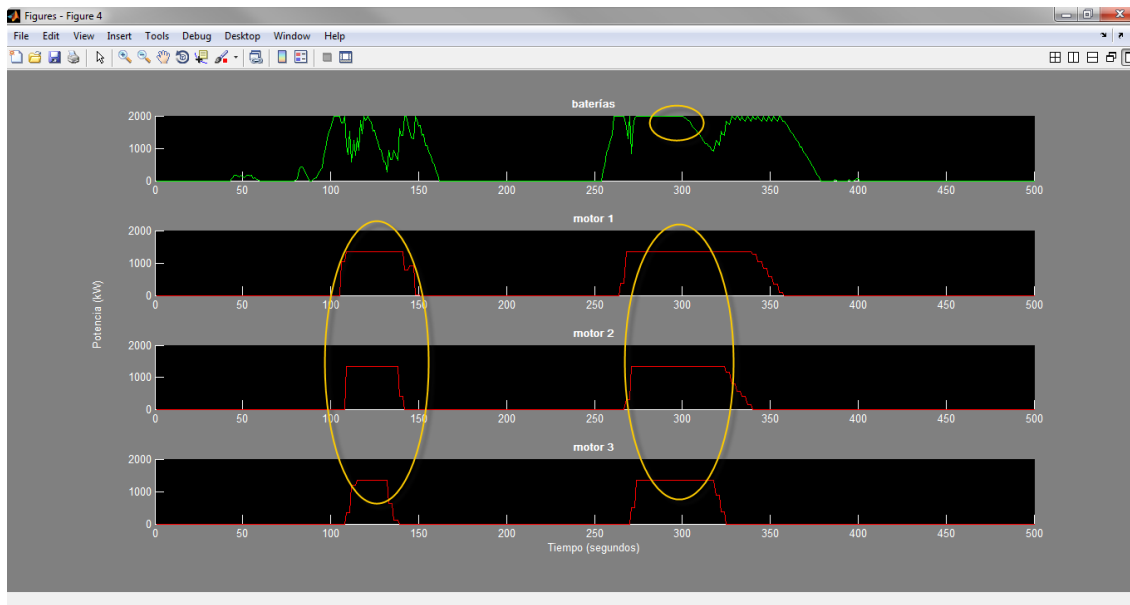 Figures - Figure 4
File Edit View Insert Tools Debug Desktop Window Help
baterías
2000
1000
0
0 50 100 150 200 250 300 350 400 450 500
motor 1
2000
1000
0
0 50 100 150 200 250 300 350 400 450 500
Potencia (kW)
motor 2
2000
1000
0
0 50 100 150 200 250 300 350 400 450 500
motor 3
2000
1000
0
0 50 100 150 200 250 300 350 400 450 500
Tiempo (segundos)